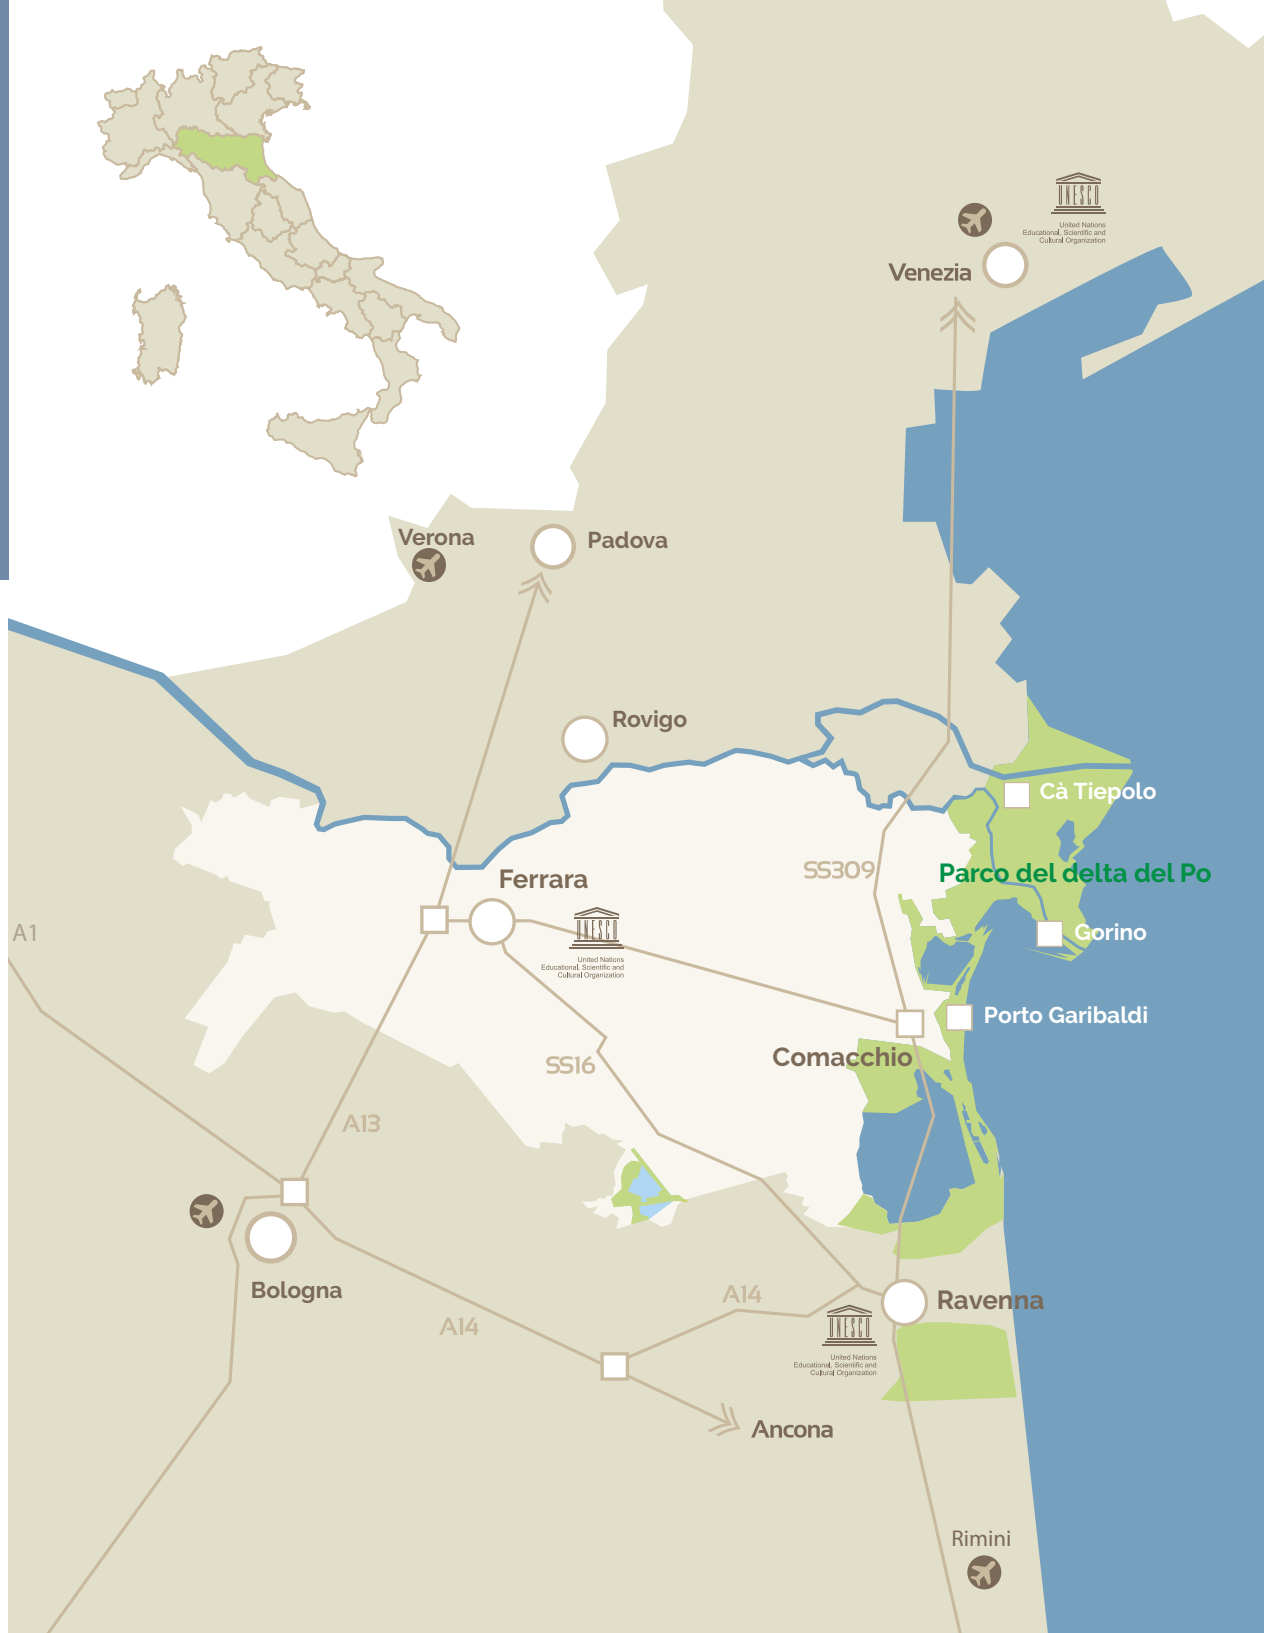 UNESCO
United Nations
Educational, Scientific and
Cultural Organization
Venezia
Verona
Padova
Rovigo
Cà Tiepolo
SS309
Parco del delta del Po
Ferrara
UNESCO
United Nations
Educational, Scientific and
Cultural Organization
A1
Gorino
Porto Garibaldi
Comacchio
SS16
A13
Bologna
A14
A14
Ravenna
UNESCO
United Nations
Educational, Scientific and
Cultural Organization
Ancona
Rimini